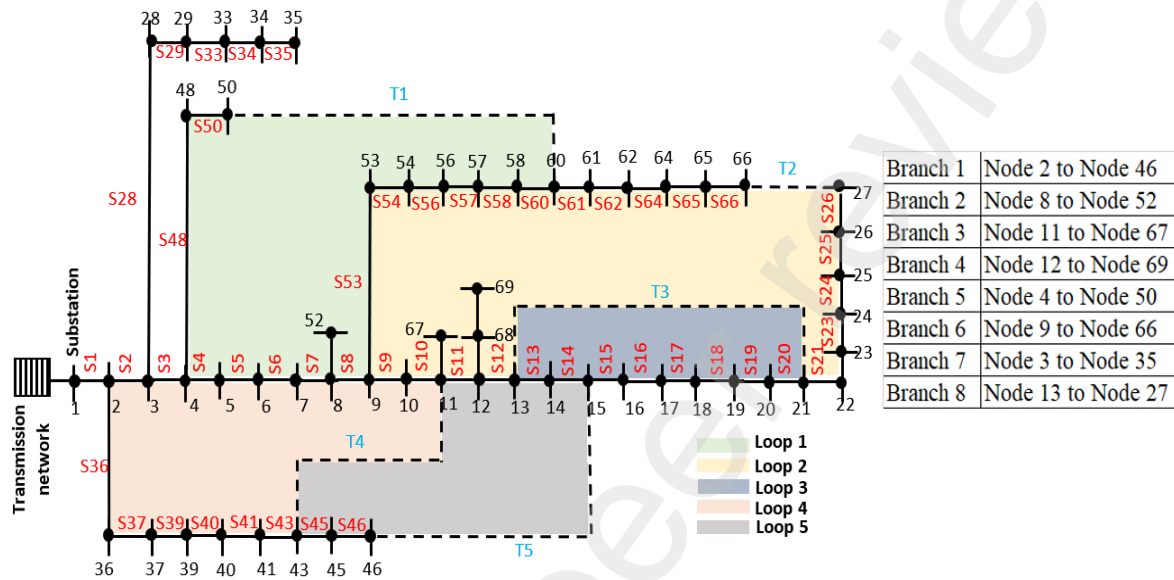 28 29 33 34 35
S29 S33 S34 S35
48 50
T1
S50
53 54 56 57 58 60 61 62 64 65 66
T2
27
S54 S56 S57 S58 S60 S61 S62 S64 S65 S66
S26
S28
26
S25
S48
25
S53
S24
69
T3
24
S23
52
67
68
23
Substation
S1 S2 S3 S4 S5 S6 S7 S8 S9 S10 S11 S12 S13 S14 S15 S16 S17 S18 S19 S20 S21
1 2 3 4 5 6 7 8 9 10 11 12 13 14 15 16 17 18 19 20 21 22
Transmission
network
T4
S36
S37 S39 S40 S41 S43 S45 S46
T5
36 37 39 40 41 43 45 46
Loop 1
Loop 2
Loop 3
Loop 4
Loop 5
Branch 1 Node 2 to Node 46
Branch 2 Node 8 to Node 52
Branch 3 Node 11 to Node 67
Branch 4 Node 12 to Node 69
Branch 5 Node 4 to Node 50
Branch 6 Node 9 to Node 66
Branch 7 Node 3 to Node 35
Branch 8 Node 13 to Node 27